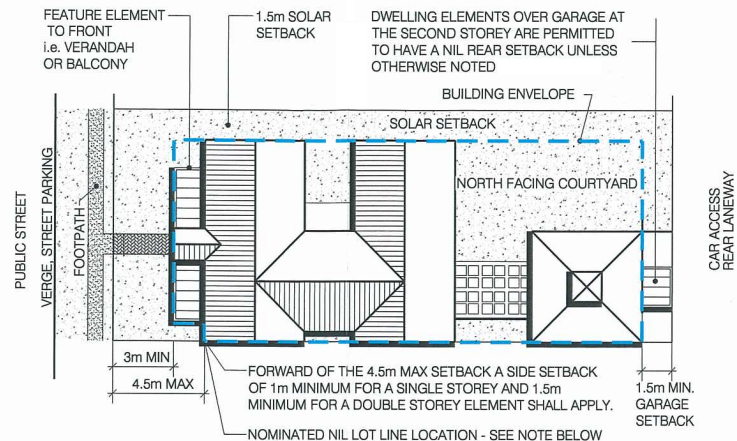 FEATURE ELEMENT
TO FRONT
i.e. VERANDAH
OR BALCONY
1.5m SOLAR
SETBACK
DWELLING ELEMENTS OVER GARAGE AT
THE SECOND STOREY ARE PERMITTED
TO HAVE A NIL REAR SETBACK UNLESS
OTHERWISE NOTED
BUILDING ENVELOPE
SOLAR SETBACK
NORTH FACING COURTYARD
PUBLIC STREET
VERGE, STREET PARKING
FOOTPATH
CAR ACCESS
REAR LANEWAY
3m MIN
4.5m MAX
FORWARD OF THE 4.5m MAX SETBACK A SIDE SETBACK
OF 1m MINIMUM FOR A SINGLE STOREY AND 1.5m
MINIMUM FOR A DOUBLE STOREY ELEMENT SHALL APPLY.
1.5m MIN.
GARAGE
SETBACK
NOMINATED NIL LOT LINE LOCATION - SEE NOTE BELOW